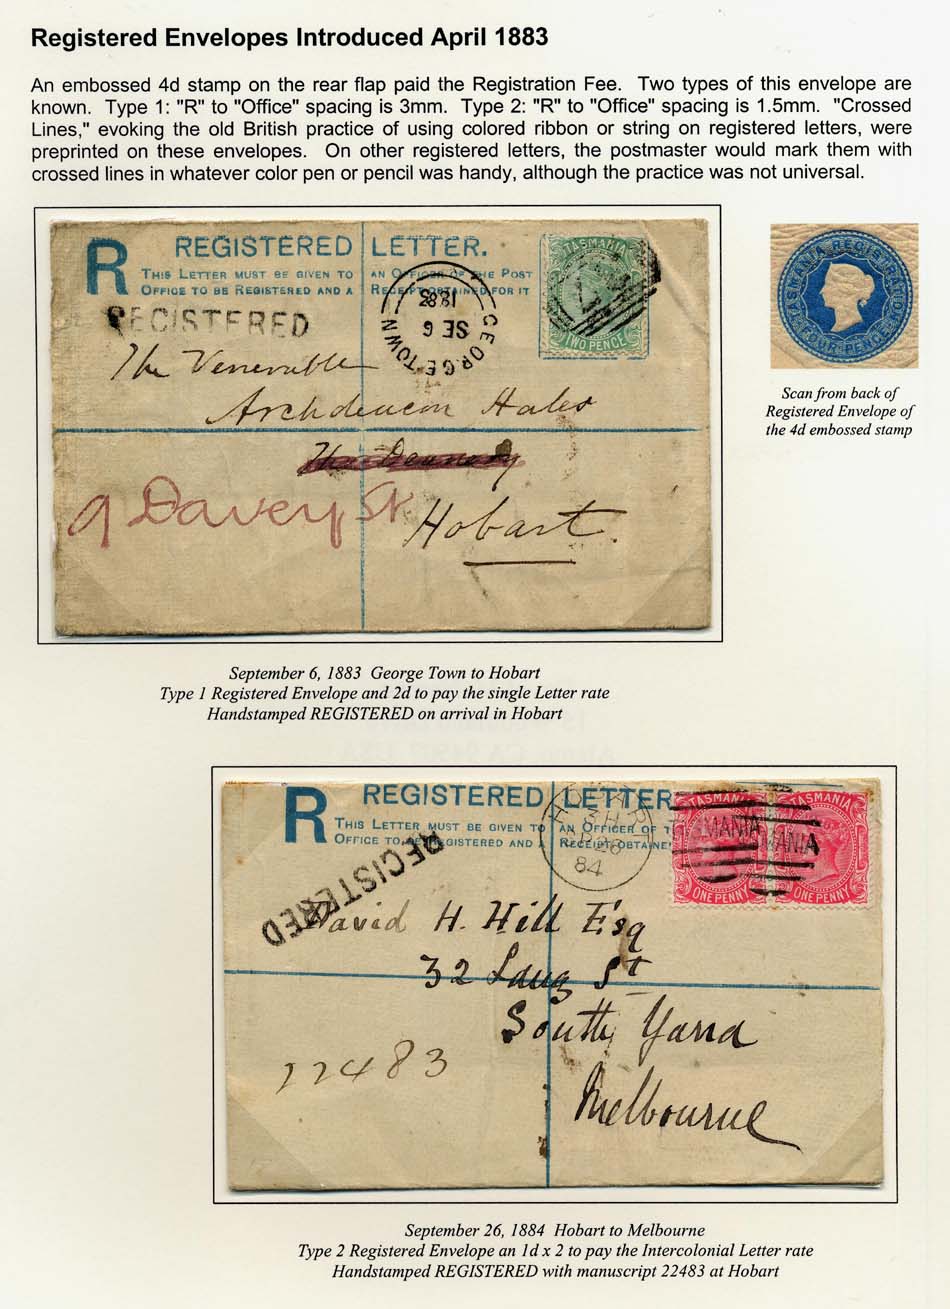 Registered Envelopes Introduced April 1883
An embossed 4d stamp on the rear flap paid the Registration Fee. Two types of this envelope are
known. Type 1: "R" to "Office" spacing is 3mm. Type 2: "R" to "Office" spacing is 1.5mm. "Crossed
Lines," evoking the old British practice of using colored ribbon or string on registered letters, were
preprinted on these envelopes. On other registered letters, the postmaster would mark them with
crossed lines in whatever color pen or pencil was handy, although the practice was not universal.
R REGISTERED LETTER.
THIS LETTER MUST BE GIVEN TO AN OFFICER OF THE POST
OFFICE TO BE REGISTERED AND A RECEIPT OBTAINED FOR IT
TASMANIA
TWO PENCE
REGISTERED
GEORGE TOWN
SE 6
1883
The Venerable
Archdeacon Hales
The Deanery
9 Davey St
Hobart.
TASMANIA REGISTRATION
FOUR PENCE
Scan from back of
Registered Envelope of
the 4d embossed stamp
September 6, 1883 George Town to Hobart
Type 1 Registered Envelope and 2d to pay the single Letter rate
Handstamped REGISTERED on arrival in Hobart
R REGISTERED LETTER
THIS LETTER MUST BE GIVEN TO AN OFFICER OF T
OFFICE TO BE REGISTERED AND A RECEIPT OBTAINE
HOBAR
3H
84
TASMANIA TASMANIA
TASMANIA
ONE PENNY ONE PENNY
REGISTERED
David H. Hill Esq
32 Lang St
South Yarra
Melbourne
22483
September 26, 1884 Hobart to Melbourne
Type 2 Registered Envelope an 1d x 2 to pay the Intercolonial Letter rate
Handstamped REGISTERED with manuscript 22483 at Hobart